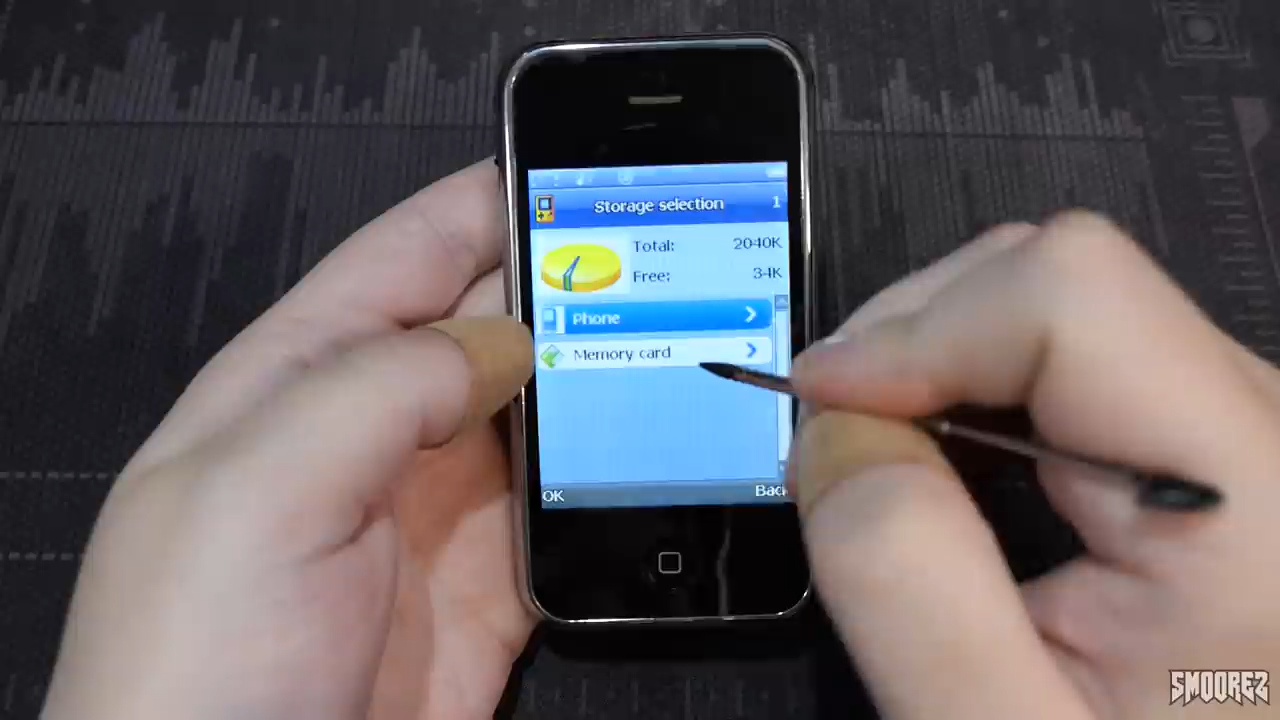 Storage selection 1
Total: 2040K
Free: 34K
Phone
Memory card
OK Back
SMOOREZ